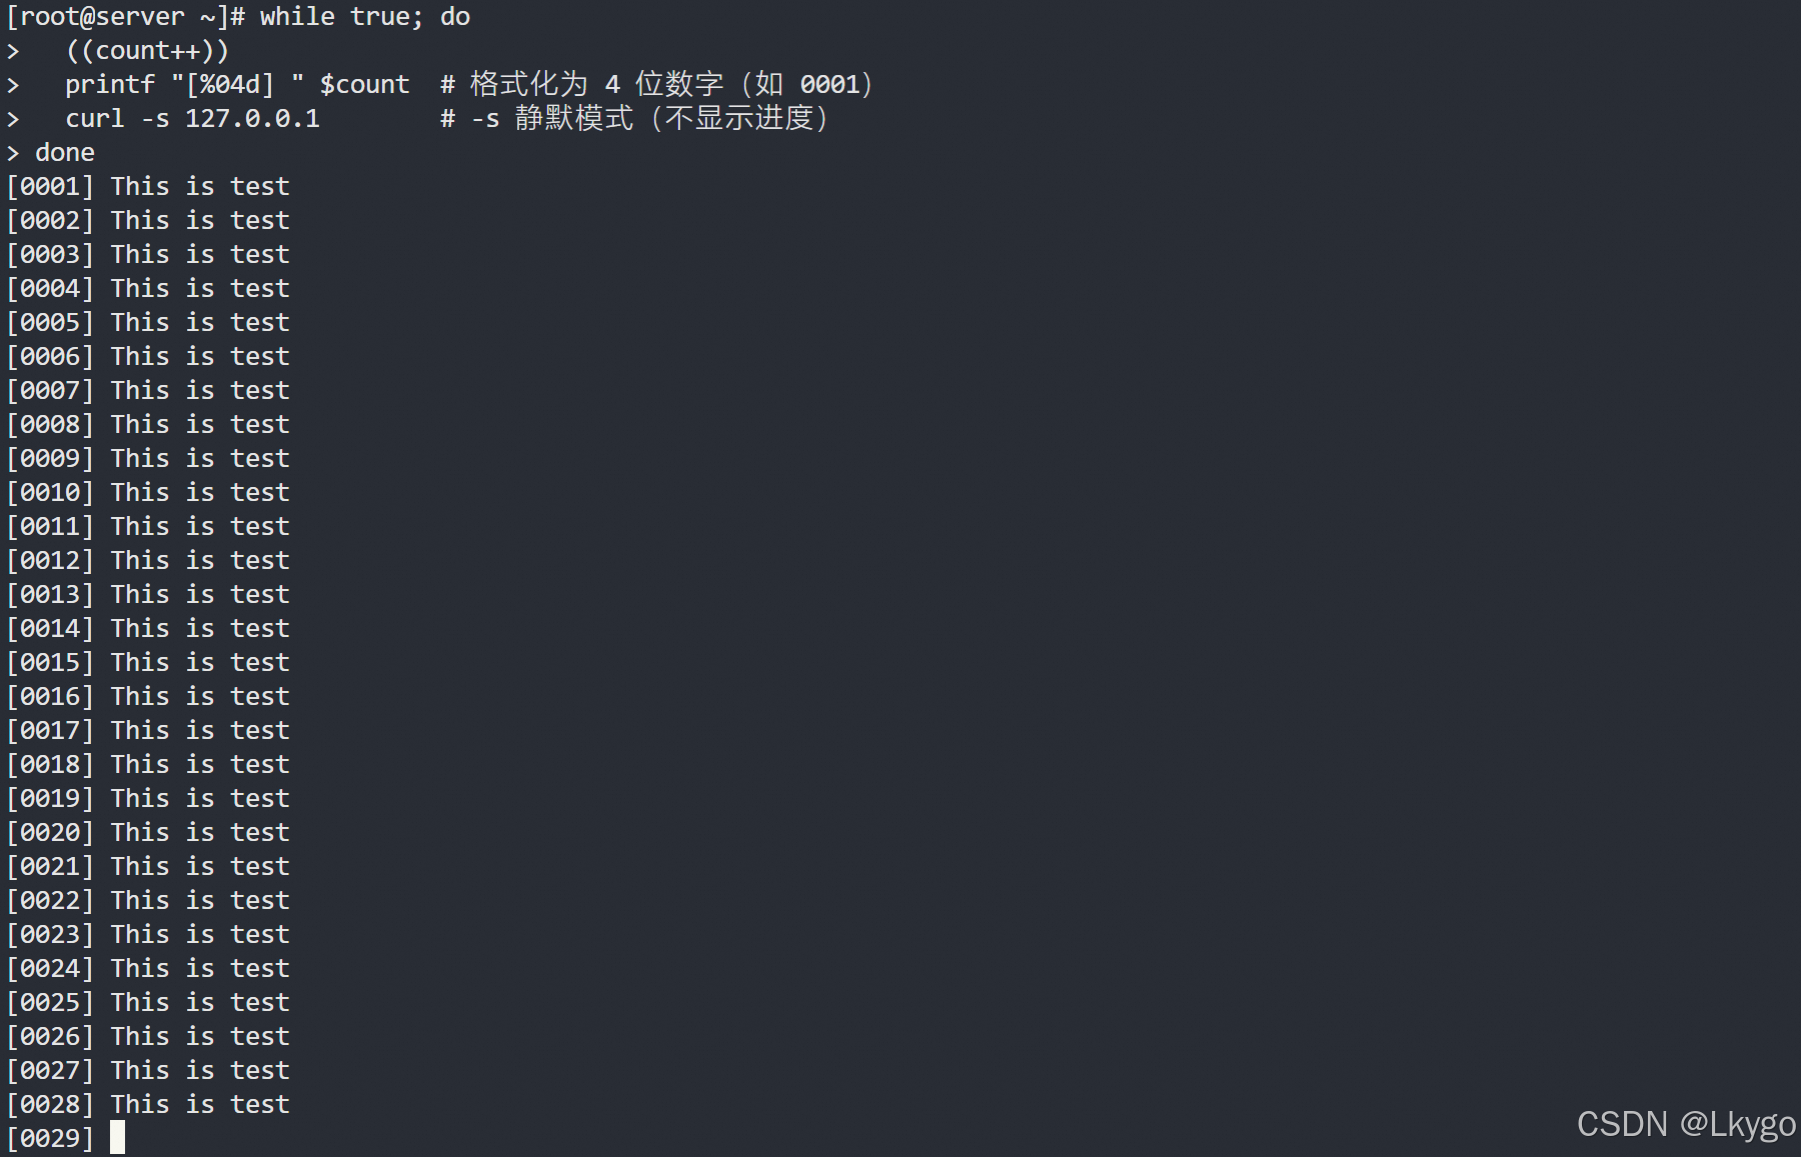 [root@server ~]# while true; do
>   ((count++))
>   printf "[%04d] " $count  # 格式化为 4 位数字（如 0001）
>   curl -s 127.0.0.1        # -s 静默模式（不显示进度）
> done
[0001] This is test
[0002] This is test
[0003] This is test
[0004] This is test
[0005] This is test
[0006] This is test
[0007] This is test
[0008] This is test
[0009] This is test
[0010] This is test
[0011] This is test
[0012] This is test
[0013] This is test
[0014] This is test
[0015] This is test
[0016] This is test
[0017] This is test
[0018] This is test
[0019] This is test
[0020] This is test
[0021] This is test
[0022] This is test
[0023] This is test
[0024] This is test
[0025] This is test
[0026] This is test
[0027] This is test
[0028] This is test
[0029]
CSDN @Lkygo